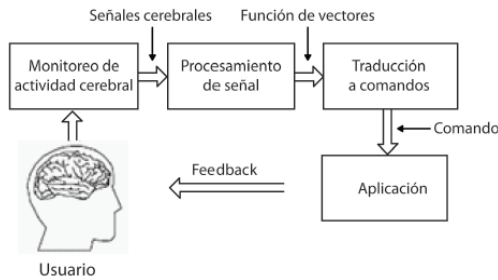 Señales cerebrales
Función de vectores
Monitoreo de
actividad cerebral
Procesamiento
de señal
Traducción
a comandos
Comando
Feedback
Aplicación
Usuario